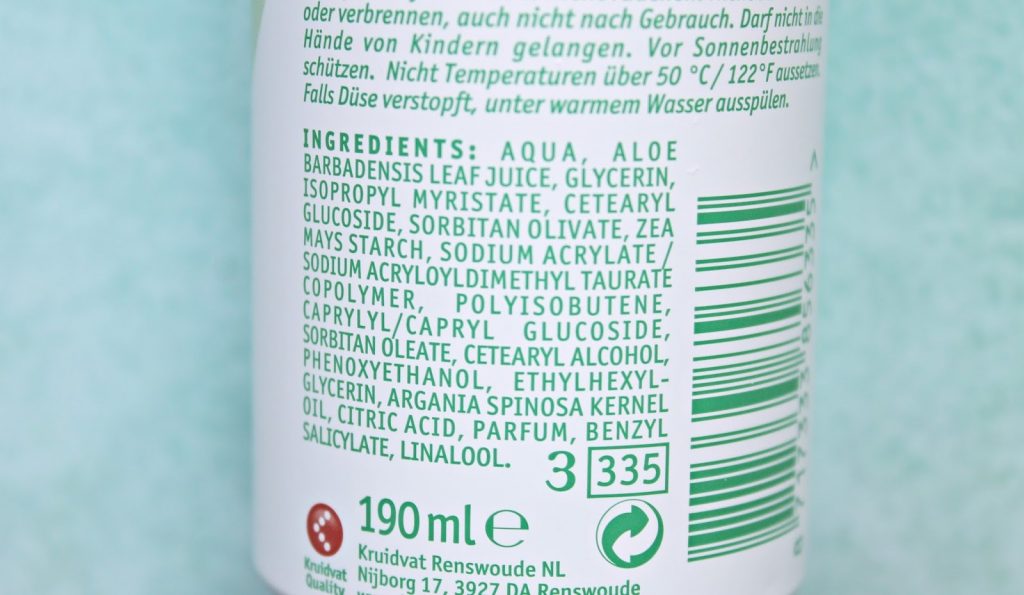 oder verbrennen, auch nicht nach Gebrauch. Darf nicht in die
Hände von Kindern gelangen. Vor Sonnenbestrahlung
schützen. Nicht Temperaturen über 50 °C / 122°F aussetzen.
Falls Düse verstopft, unter warmem Wasser ausspülen.
INGREDIENTS: AQUA, ALOE
BARBADENSIS LEAF JUICE, GLYCERIN,
ISOPROPYL MYRISTATE, CETEARYL
GLUCOSIDE, SORBITAN OLIVATE, ZEA
MAYS STARCH, SODIUM ACRYLATE/
SODIUM ACRYLOYLDIMETHYL TAURATE
COPOLYMER, POLYISOBUTENE,
CAPRYLYL/CAPRYL GLUCOSIDE,
SORBITAN OLEATE, CETEARYL ALCOHOL,
PHENOXYETHANOL, ETHYLHEXYL-
GLYCERIN, ARGANIA SPINOSA KERNEL
OIL, CITRIC ACID, PARFUM, BENZYL
SALICYLATE, LINALOOL.
3 335
190 ml e
Kruidvat
Quality
Kruidvat Renswoude NL
Nijborg 17, 3927 DA Renswoude